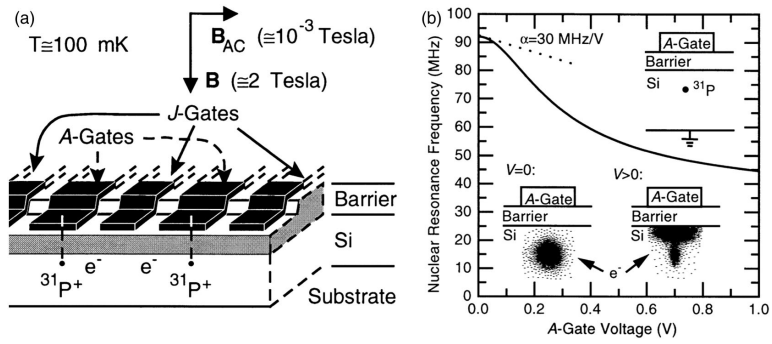 (a)
T≅100 mK
B_AC (≅10⁻³ Tesla)
B (≅2 Tesla)
J-Gates
A-Gates
Barrier
Si
e⁻ e⁻
³¹P⁺ ³¹P⁺
Substrate
(b)
Nuclear Resonance Frequency (MHz)
100
90
80
70
60
50
40
30
20
10
0
α=30 MHz/V
A-Gate
Barrier
Si
³¹P
V=0:
A-Gate
Barrier
Si
V>0:
A-Gate
Barrier
Si
e⁻
0.0 0.2 0.4 0.6 0.8 1.0
A-Gate Voltage (V)